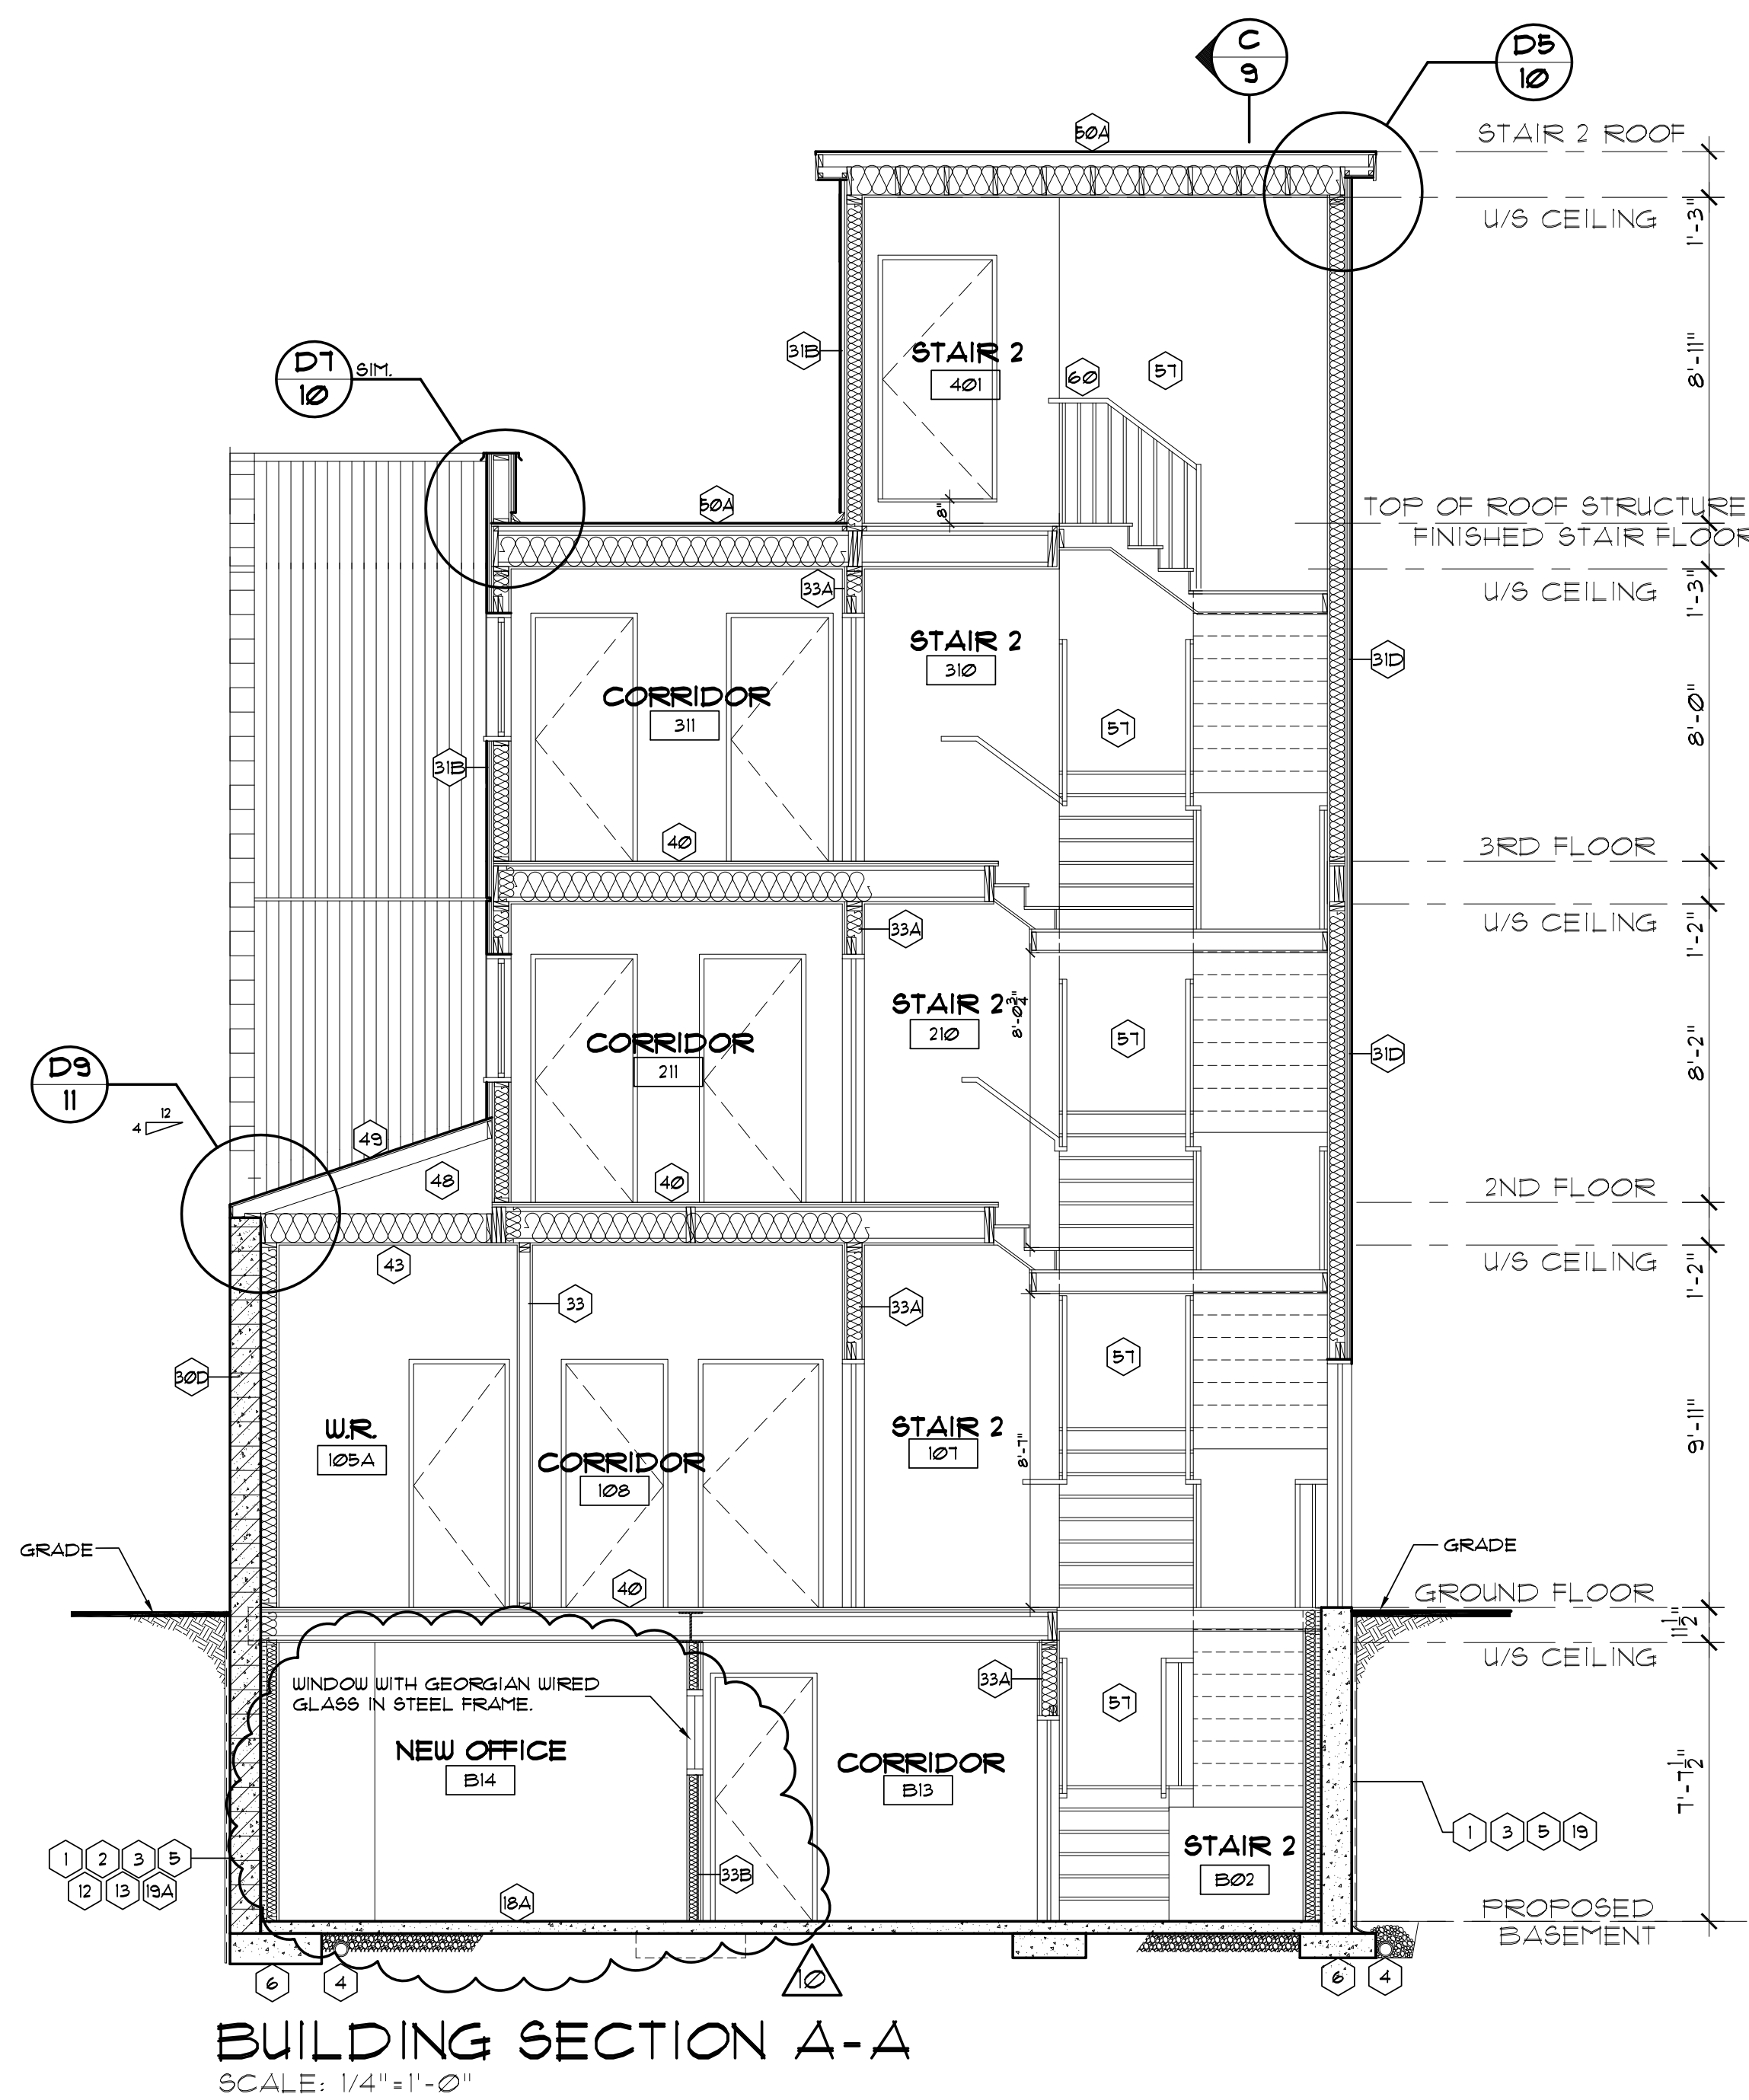 C
9
D5
10
50A
STAIR 2 ROOF
U/S CEILING
1'-3"
D7
10
SIM.
31B
STAIR 2
401
60
57
8'-11"
50A
8"
TOP OF ROOF STRUCTURE
FINISHED STAIR FLOOR
33A
U/S CEILING
1'-3"
STAIR 2
310
31D
CORRIDOR
311
57
8'-0"
31B
40
3RD FLOOR
33A
U/S CEILING
1'-2"
STAIR 2
210
8'-0 3/4"
57
31D
CORRIDOR
211
8'-2"
D9
11
12
4
49
48
40
2ND FLOOR
43
U/S CEILING
1'-2"
33
33A
57
30D
W.R.
105A
CORRIDOR
108
STAIR 2
107
8'-7"
9'-11"
GRADE
GRADE
40
GROUND FLOOR
11 1/2"
U/S CEILING
WINDOW WITH GEORGIAN WIRED
GLASS IN STEEL FRAME.
33A
57
NEW OFFICE
B14
CORRIDOR
B13
7'-7 1/2"
1 3 5 19
1 2 3 5
12 13 19A
STAIR 2
B02
33B
18A
PROPOSED
BASEMENT
6
4
10
6
4
BUILDING SECTION A-A
SCALE: 1/4"=1'-0"